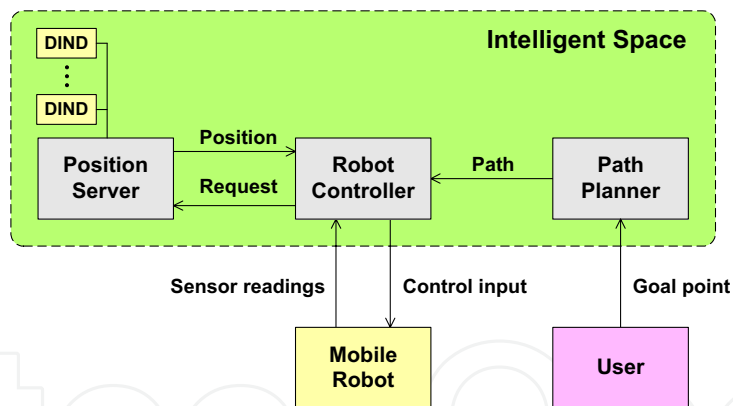 DIND
Intelligent Space
DIND
Position
Server
Position
Request
Robot
Controller
Path
Path
Planner
Sensor readings
Control input
Goal point
Mobile
Robot
User